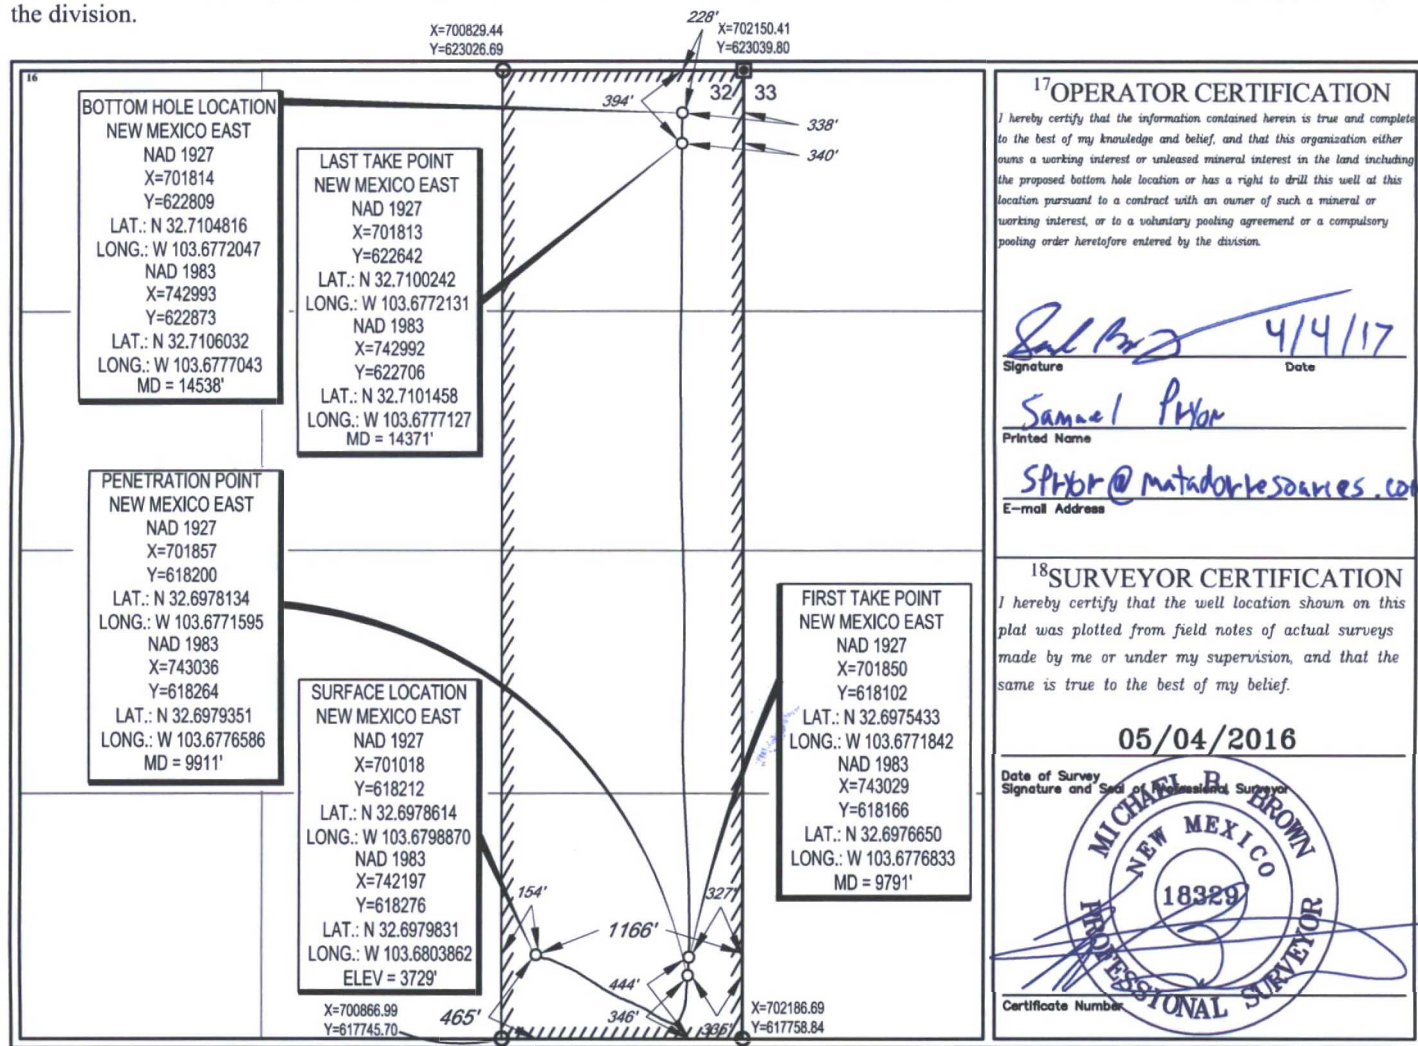 the division.
X=700829.44
Y=623026.69
228'
X=702150.41
Y=623039.80
16
BOTTOM HOLE LOCATION
NEW MEXICO EAST
NAD 1927
X=701814
Y=622809
LAT.: N 32.7104816
LONG.: W 103.6772047
NAD 1983
X=742993
Y=622873
LAT.: N 32.7106032
LONG.: W 103.6777043
MD = 14538'
LAST TAKE POINT
NEW MEXICO EAST
NAD 1927
X=701813
Y=622642
LAT.: N 32.7100242
LONG.: W 103.6772131
NAD 1983
X=742992
Y=622706
LAT.: N 32.7101458
LONG.: W 103.6777127
MD = 14371'
394'
32 33
338'
340'
PENETRATION POINT
NEW MEXICO EAST
NAD 1927
X=701857
Y=618200
LAT.: N 32.6978134
LONG.: W 103.6771595
NAD 1983
X=743036
Y=618264
LAT.: N 32.6979351
LONG.: W 103.6776586
MD = 9911'
SURFACE LOCATION
NEW MEXICO EAST
NAD 1927
X=701018
Y=618212
LAT.: N 32.6978614
LONG.: W 103.6798870
NAD 1983
X=742197
Y=618276
LAT.: N 32.6979831
LONG.: W 103.6803862
ELEV = 3729'
FIRST TAKE POINT
NEW MEXICO EAST
NAD 1927
X=701850
Y=618102
LAT.: N 32.6975433
LONG.: W 103.6771842
NAD 1983
X=743029
Y=618166
LAT.: N 32.6976650
LONG.: W 103.6776833
MD = 9791'
154'
327'
1166'
444'
346'
335'
465'
X=700866.99
Y=617745.70
X=702186.69
Y=617758.84
17 OPERATOR CERTIFICATION
I hereby certify that the information contained herein is true and complete
to the best of my knowledge and belief, and that this organization either
owns a working interest or unleased mineral interest in the land including
the proposed bottom hole location or has a right to drill this well at this
location pursuant to a contract with an owner of such a mineral or
working interest, or to a voluntary pooling agreement or a compulsory
pooling order heretofore entered by the division.
4/4/17
Signature Date
Samuel Pryor
Printed Name
spryor@matadorresources.com
E-mail Address
18 SURVEYOR CERTIFICATION
I hereby certify that the well location shown on this
plat was plotted from field notes of actual surveys
made by me or under my supervision, and that the
same is true to the best of my belief.
05/04/2016
Date of Survey
Signature and Seal of Professional Surveyor
MICHAEL B. BROWN
NEW MEXICO
18329
PROFESSIONAL SURVEYOR
Certificate Number